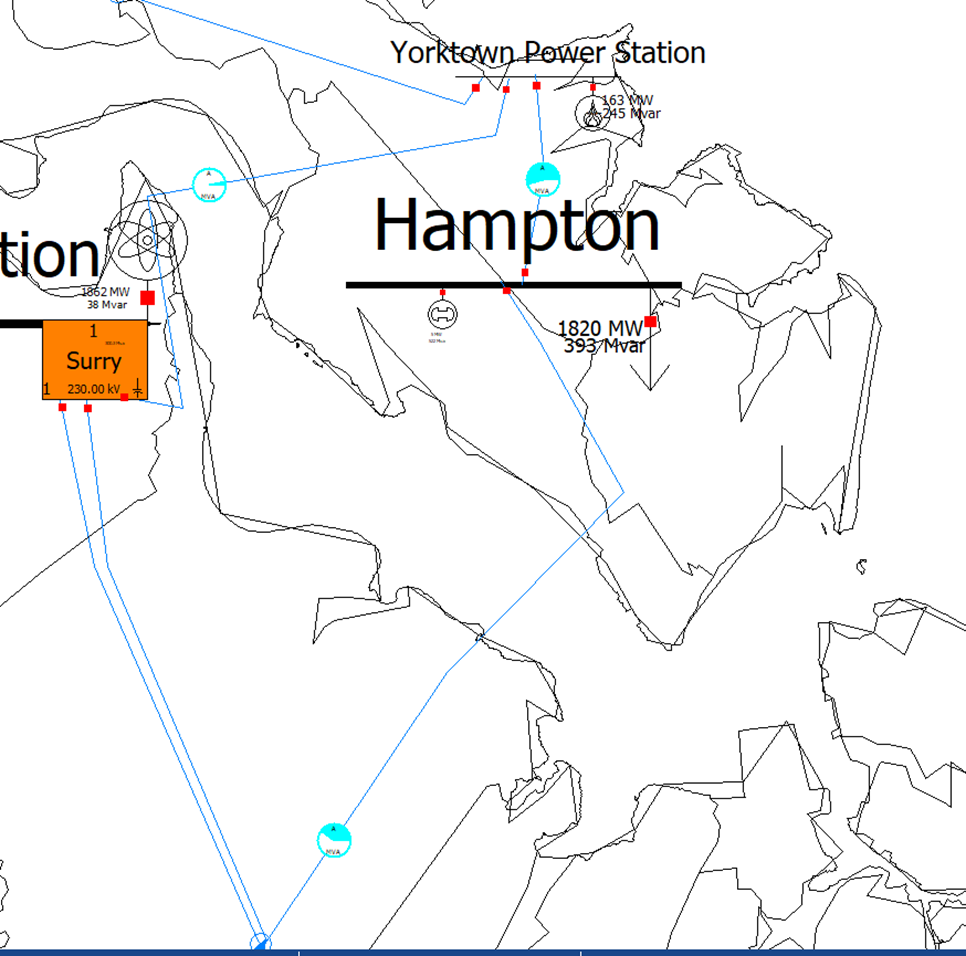 Yorktown Power Station
163 MW
245 Mvar
A
MVA
A
MVA
Hampton
tion
1862 MW
38 Mvar
1820 MW
393 Mvar
1
Surry
1
230.00 kV
A
MVA